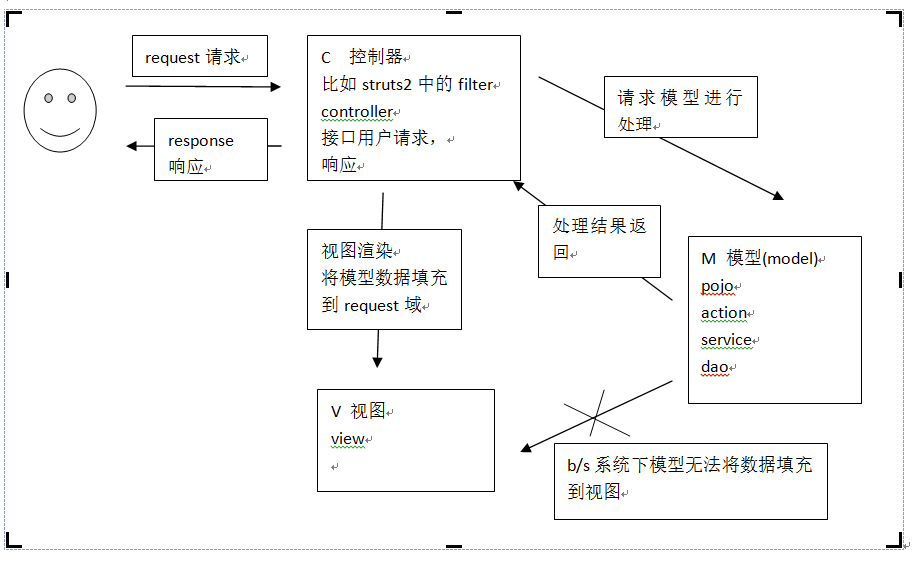 request 请求
C 控制器
比如 struts2 中的 filter
controller
接口用户请求，
响应
请求模型进行
处理
response
响应
处理结果返
回
视图渲染
将模型数据填充
到 request 域
M 模型(model)
pojo
action
service
dao
V 视图
view
b/s 系统下模型无法将数据填充
到视图